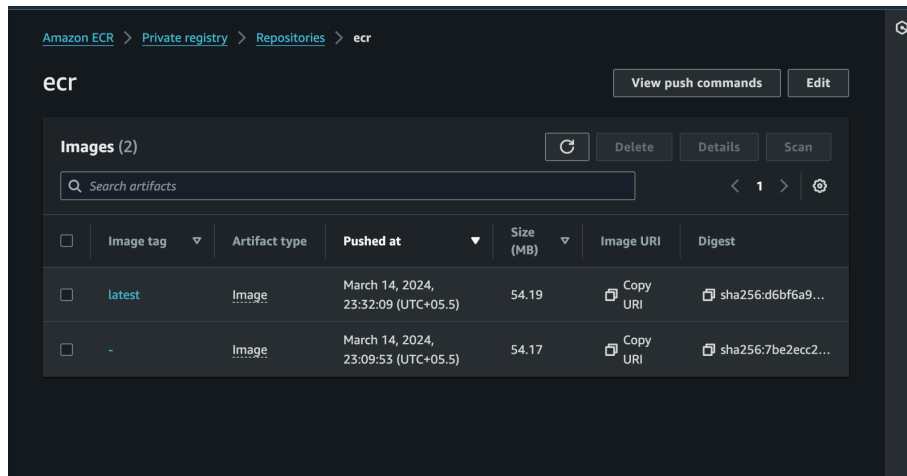 Amazon ECR > Private registry > Repositories > ecr
ecr
View push commands
Edit
Images (2)
Delete
Details
Scan
Search artifacts
1
Image tag
Artifact type
Pushed at
Size (MB)
Image URI
Digest
latest
Image
March 14, 2024,
23:32:09 (UTC+05.5)
54.19
Copy
URI
sha256:d6bf6a9...
-
Image
March 14, 2024,
23:09:53 (UTC+05.5)
54.17
Copy
URI
sha256:7be2ecc2...